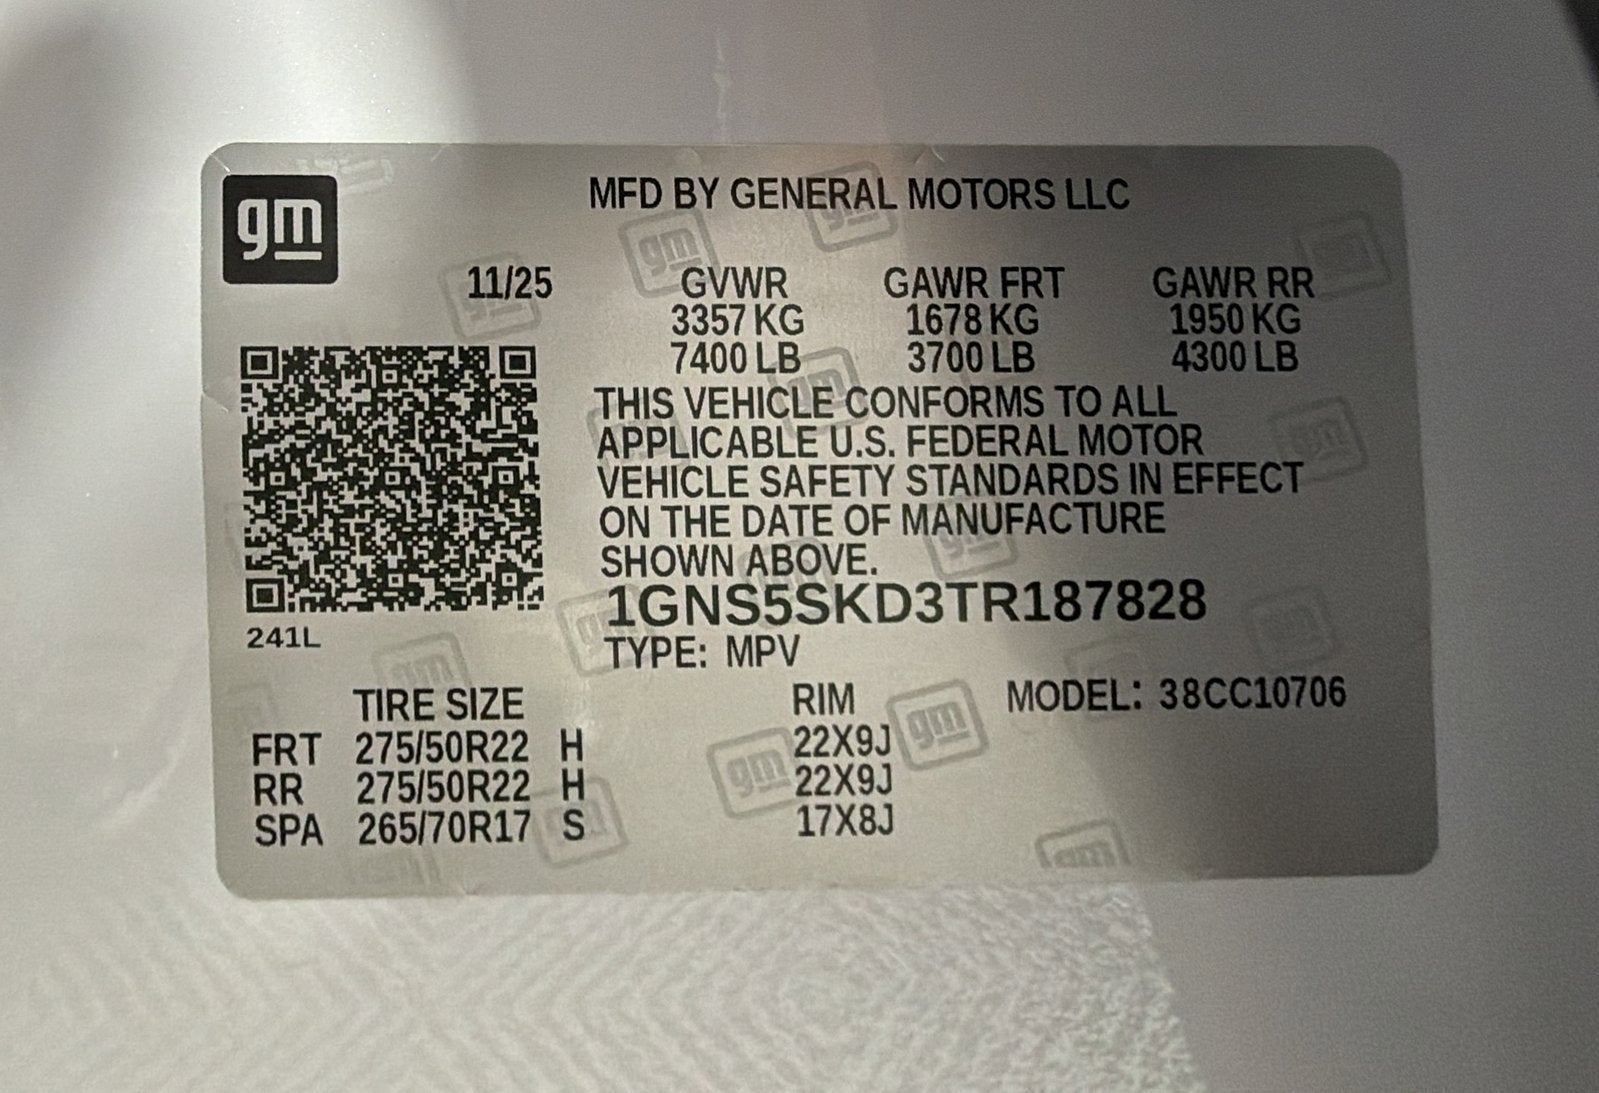 gm
MFD BY GENERAL MOTORS LLC
11/25 GVWR GAWR FRT GAWR RR
3357 KG 1678 KG 1950 KG
7400 LB 3700 LB 4300 LB
THIS VEHICLE CONFORMS TO ALL
APPLICABLE U.S. FEDERAL MOTOR
VEHICLE SAFETY STANDARDS IN EFFECT
ON THE DATE OF MANUFACTURE
SHOWN ABOVE.
1GNS5SKD3TR187828
241L
TYPE: MPV
TIRE SIZE RIM MODEL: 38CC10706
FRT 275/50R22 H 22X9J
RR 275/50R22 H 22X9J
SPA 265/70R17 S 17X8J